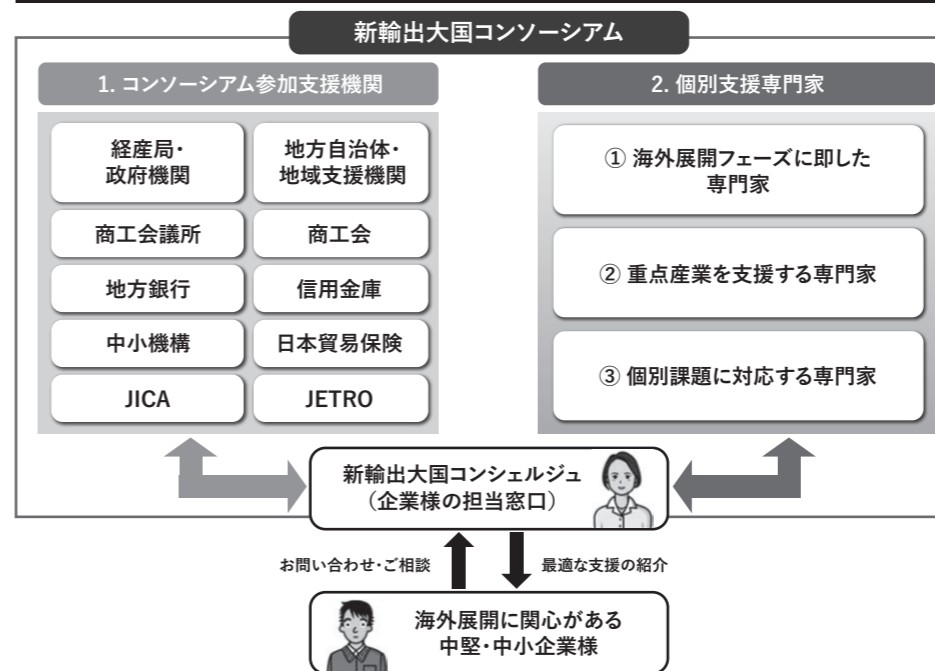 新輸出大国コンソーシアム
1. コンソーシアム参加支援機関
経産局・
政府機関
地方自治体・
地域支援機関
商工会議所
商工会
地方銀行
信用金庫
中小機構
日本貿易保険
JICA
JETRO
2. 個別支援専門家
① 海外展開フェーズに即した
専門家
② 重点産業を支援する専門家
③ 個別課題に対応する専門家
新輸出大国コンシェルジュ
（企業様の担当窓口）
お問い合わせ・ご相談
最適な支援の紹介
海外展開に関心がある
中堅・中小企業様